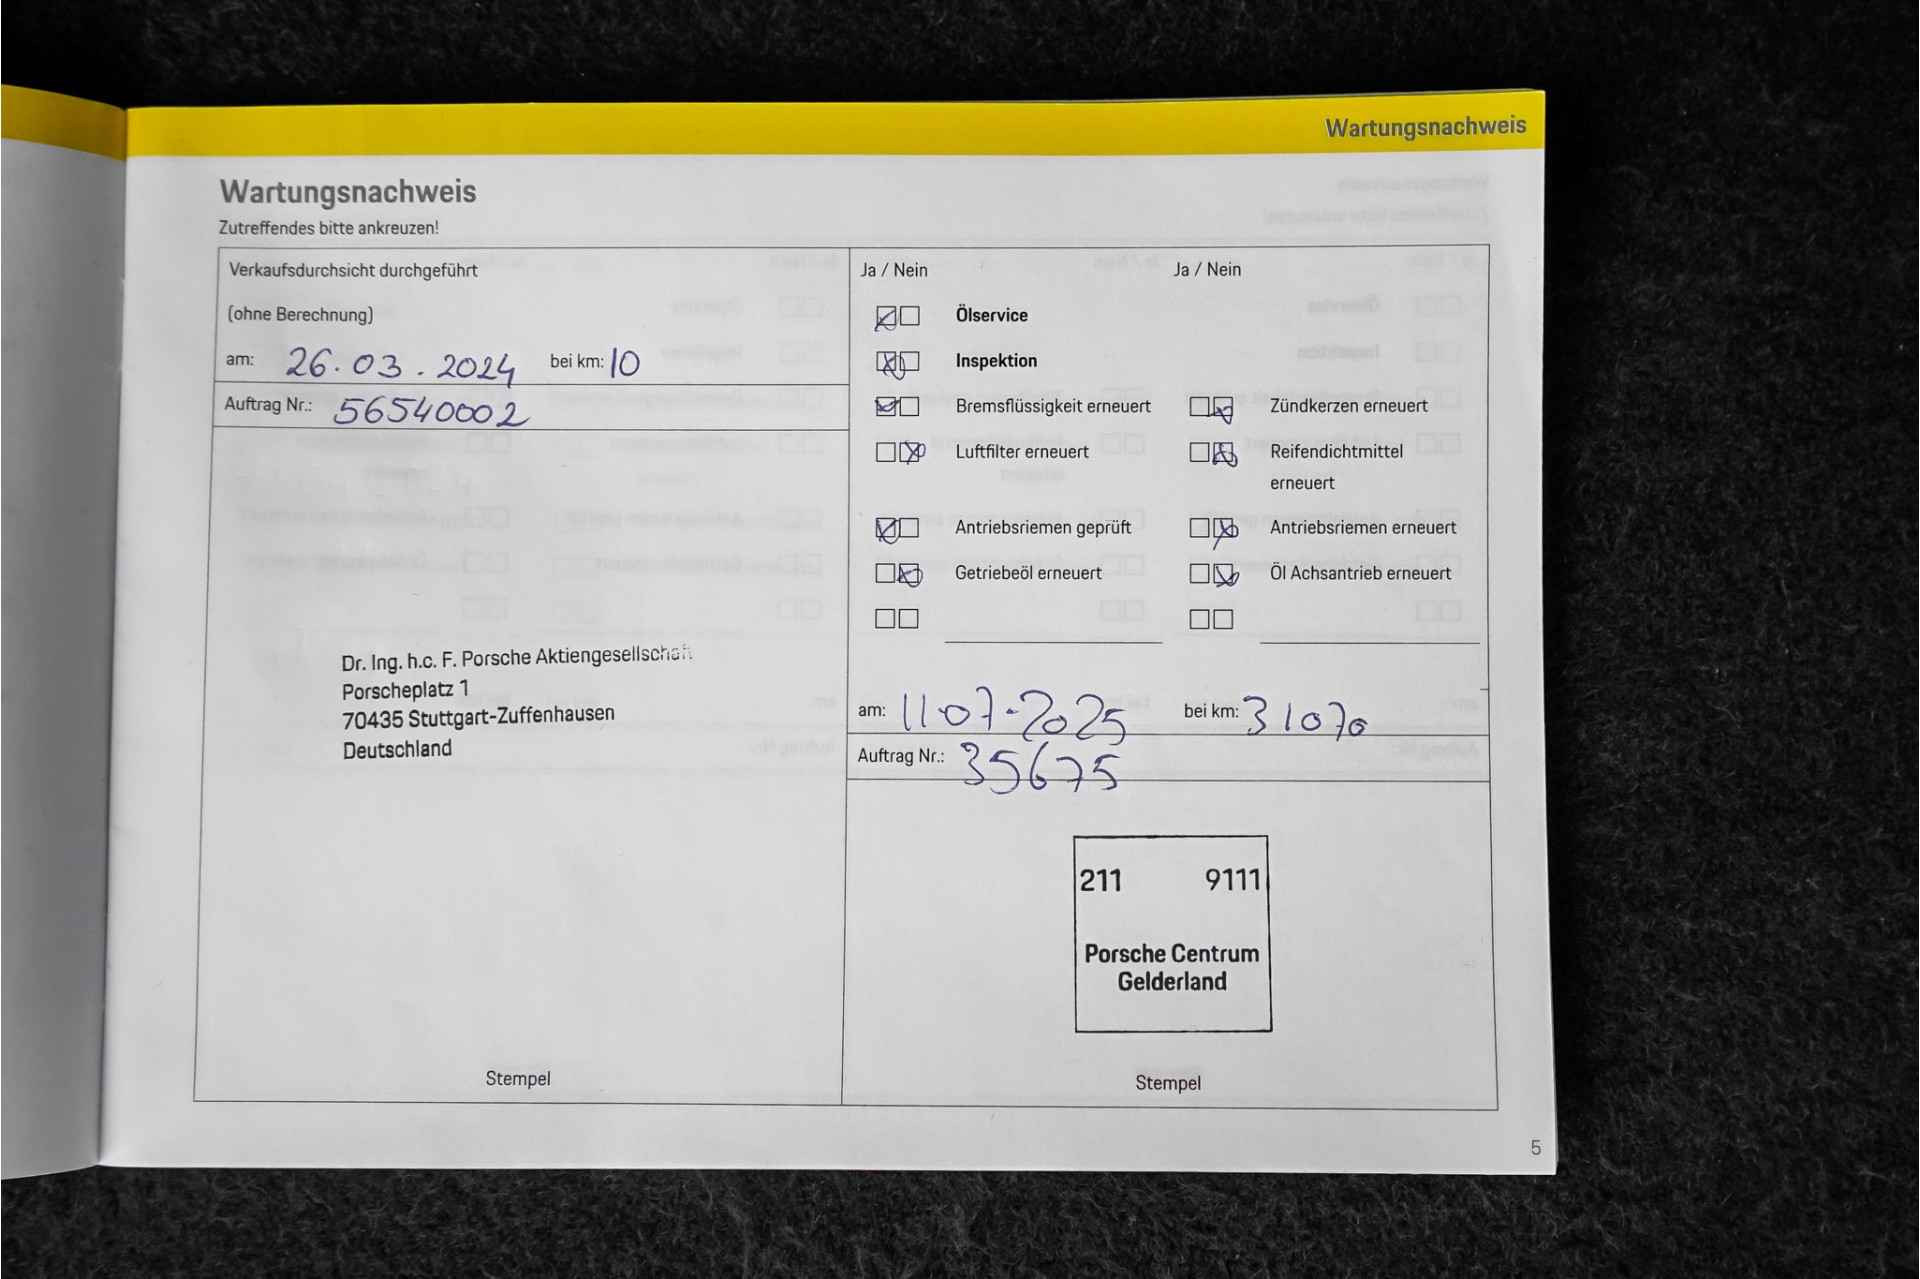 Wartungsnachweis
Wartungsnachweis
Zutreffendes bitte ankreuzen!
Verkaufsdurchsicht durchgeführt
(ohne Berechnung)
am: 26.03.2024 bei km: 10
Auftrag Nr.: 56540002
Dr. Ing. h.c. F. Porsche Aktiengesellschaft
Porscheplatz 1
70435 Stuttgart-Zuffenhausen
Deutschland
Stempel
Ja / Nein Ja / Nein
Ölservice
Inspektion
Bremsflüssigkeit erneuert Zündkerzen erneuert
Luftfilter erneuert Reifendichtmittel
erneuert
Antriebsriemen geprüft Antriebsriemen erneuert
Getriebeöl erneuert Öl Achsantrieb erneuert
am: 11-07-2025 bei km: 31070
Auftrag Nr.: 35675
211 9111
Porsche Centrum
Gelderland
Stempel
5